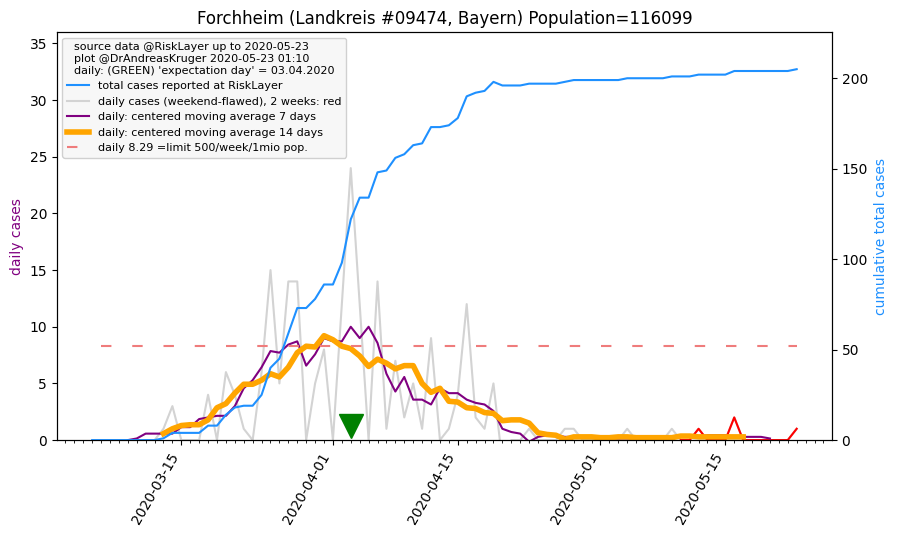 Forchheim (Landkreis #09474, Bayern) Population=116099
source data @RiskLayer up to 2020-05-23
plot @DrAndreasKruger 2020-05-23 01:10
daily: (GREEN) 'expectation day' = 03.04.2020
total cases reported at RiskLayer
daily cases (weekend-flawed), 2 weeks: red
daily: centered moving average 7 days
daily: centered moving average 14 days
daily 8.29 =limit 500/week/1mio pop.
daily cases
35
30
25
20
15
10
5
0
cumulative total cases
200
150
100
50
0
2020-03-15
2020-04-01
2020-04-15
2020-05-01
2020-05-15